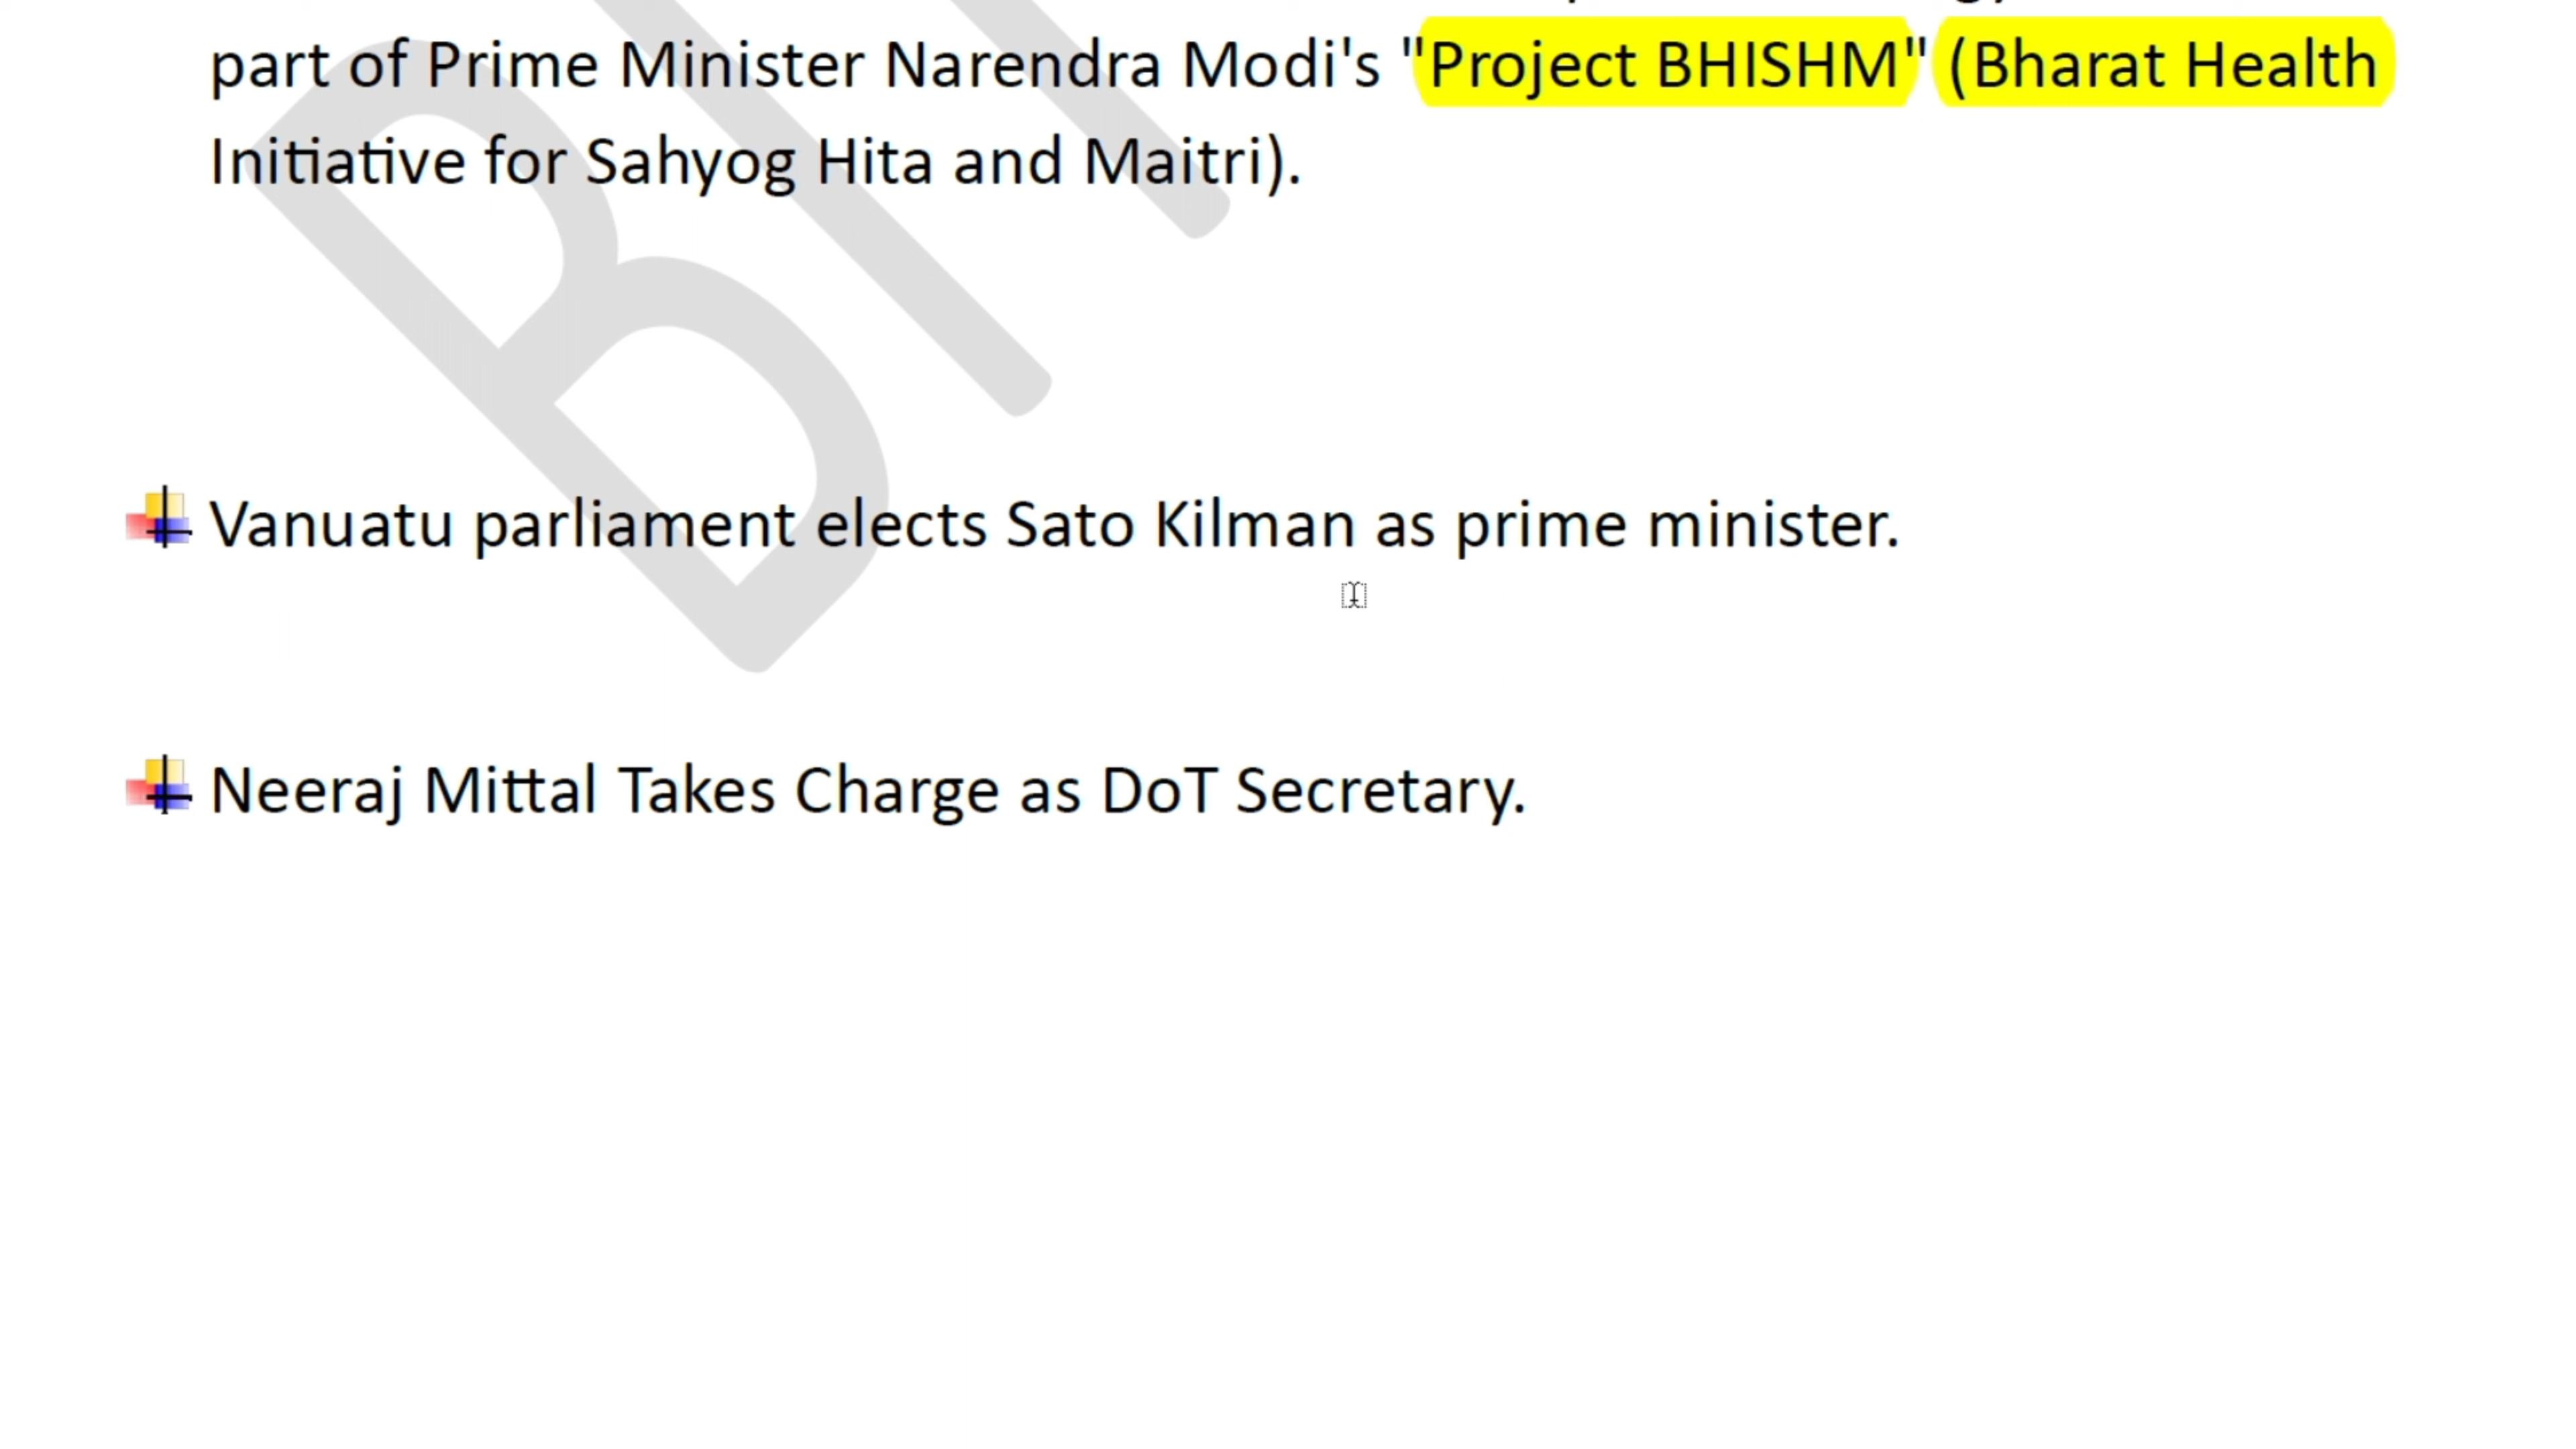 part of Prime Minister Narendra Modi's "Project BHISHM" (Bharat Health
Initiative for Sahyog Hita and Maitri).
Vanuatu parliament elects Sato Kilman as prime minister.
Neeraj Mittal Takes Charge as DoT Secretary.